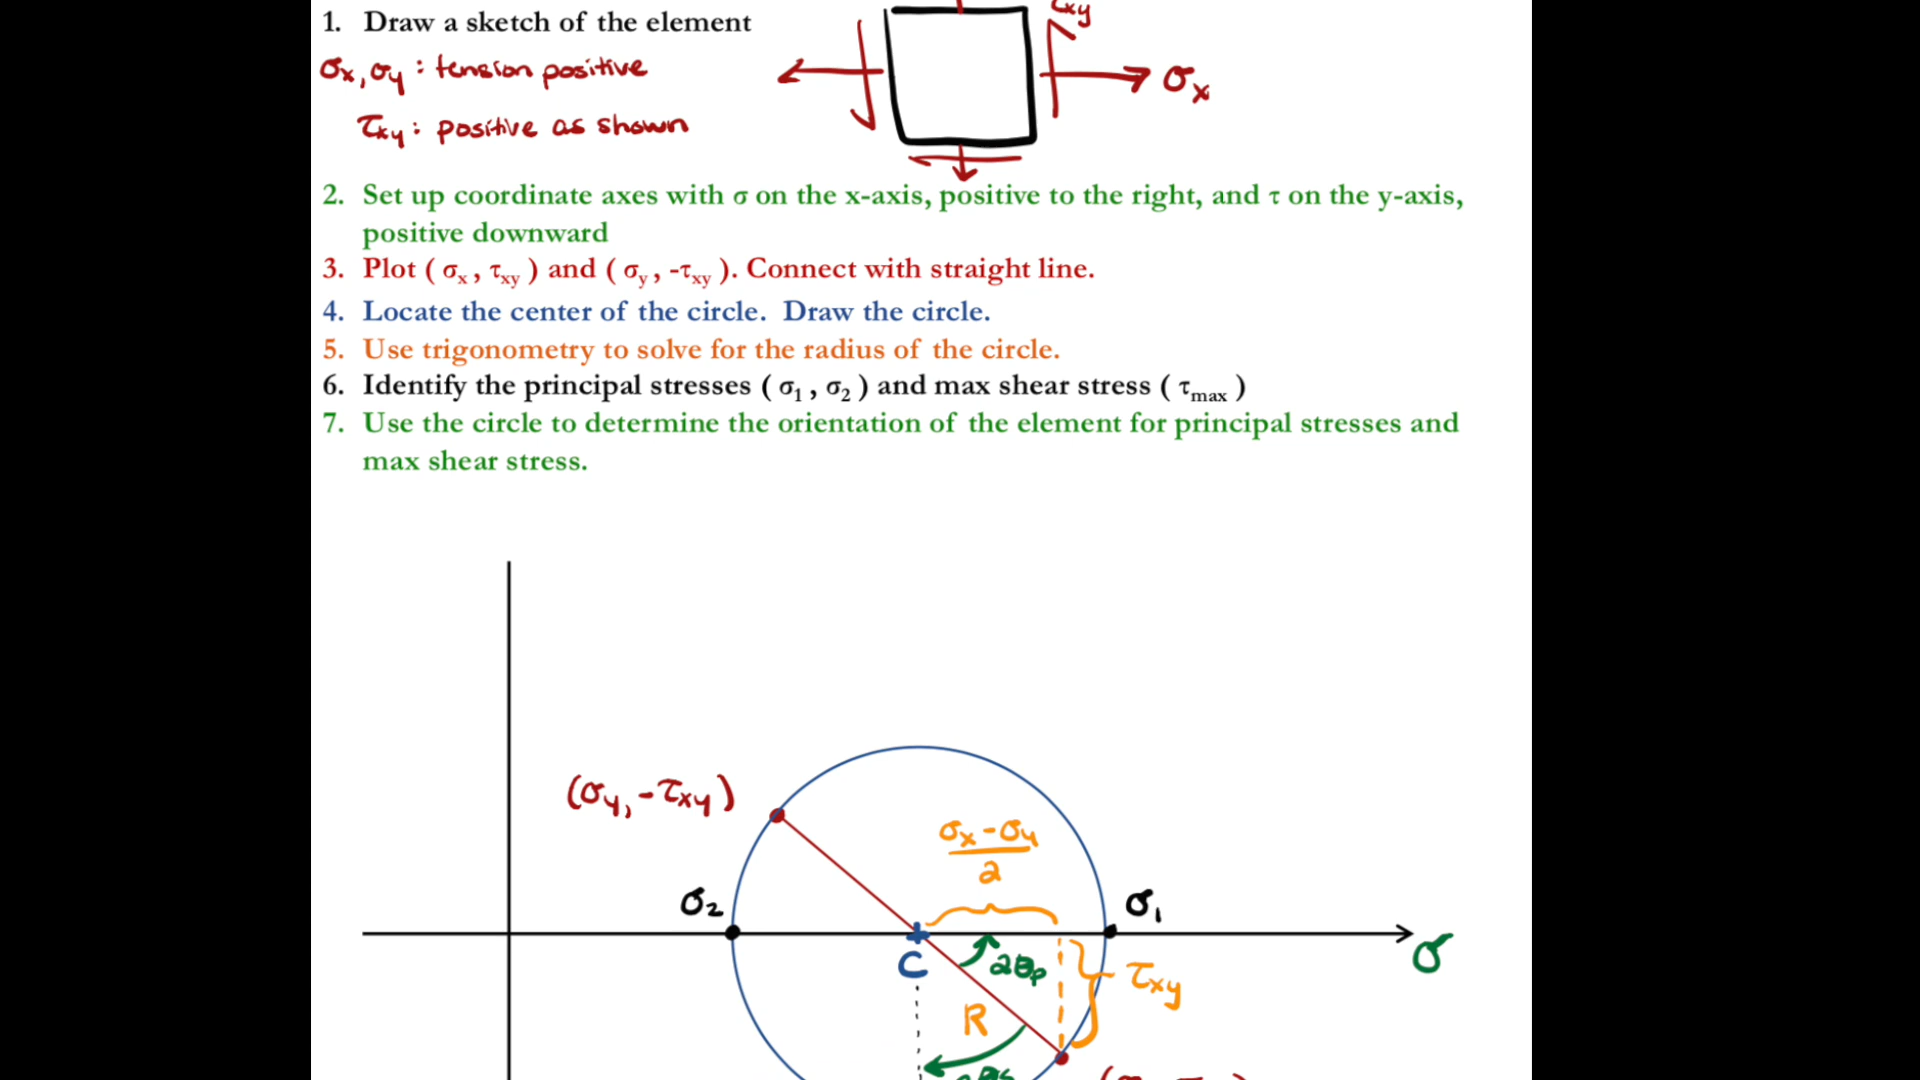 1. Draw a sketch of the element
τxy
σx, σy : tension positive
σx
τxy : positive as shown
2. Set up coordinate axes with σ on the x-axis, positive to the right, and τ on the y-axis,
positive downward
3. Plot ( σx , τxy ) and ( σy , -τxy ). Connect with straight line.
4. Locate the center of the circle. Draw the circle.
5. Use trigonometry to solve for the radius of the circle.
6. Identify the principal stresses ( σ1 , σ2 ) and max shear stress ( τmax )
7. Use the circle to determine the orientation of the element for principal stresses and
max shear stress.
(σy, -τxy)
σx - σy
2
σ2
σ1
σ
C
2θp
τxy
R